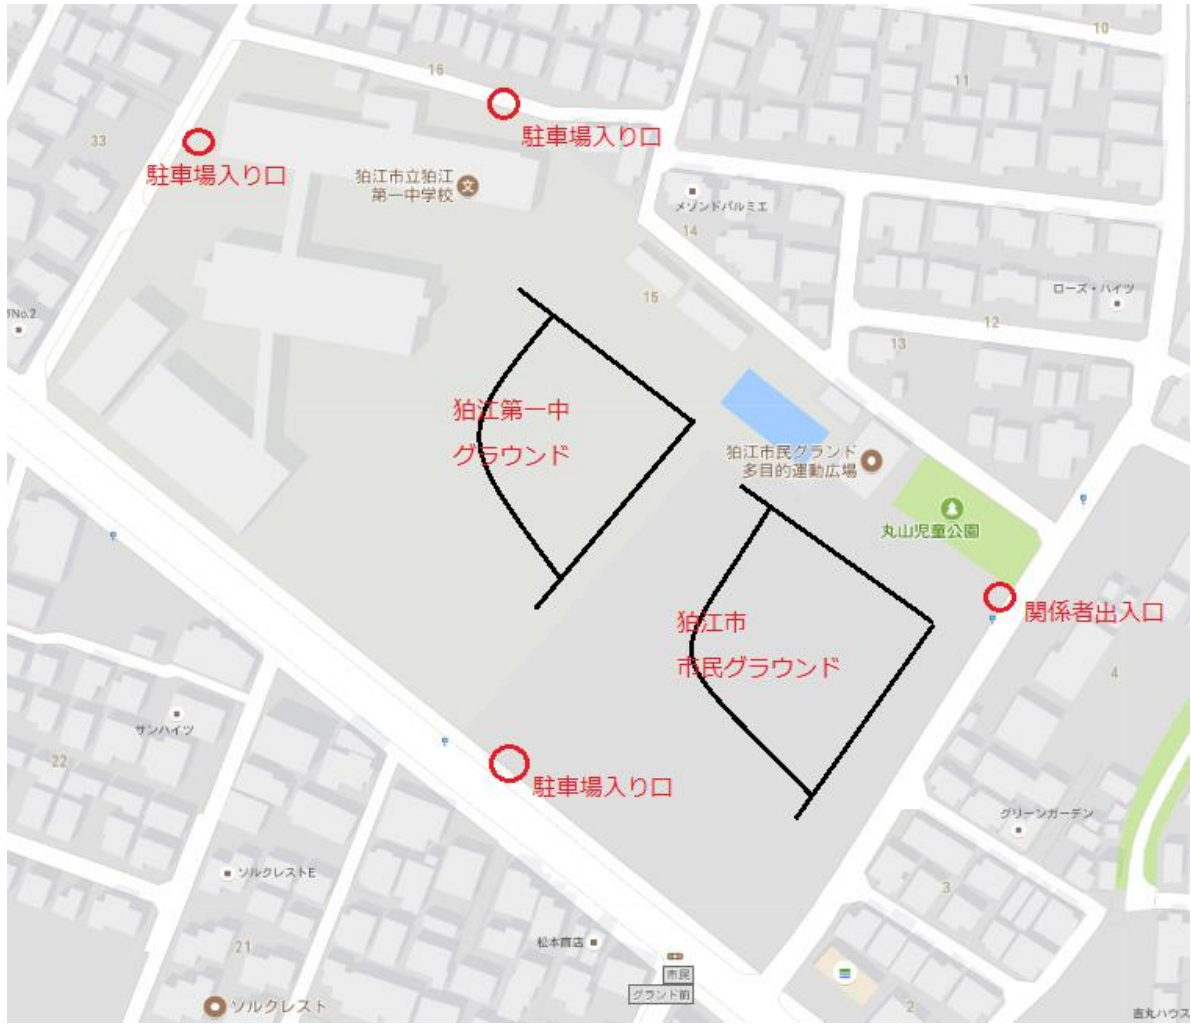 10
16
11
駐車場入り口
33
駐車場入り口
狛江市立狛江
第一中学校
メゾンドパルミエ
14
15
ローズ・ハイツ
No.2
12
13
狛江第一中
グラウンド
狛江市民グランド
多目的運動広場
丸山児童公園
関係者出入口
狛江市
市民グラウンド
4
サンハイツ
22
駐車場入り口
グリーンガーデン
ソルクレストE
3
21
松本商店
市民
グランド前
ソルクレスト
2
直丸ハウス